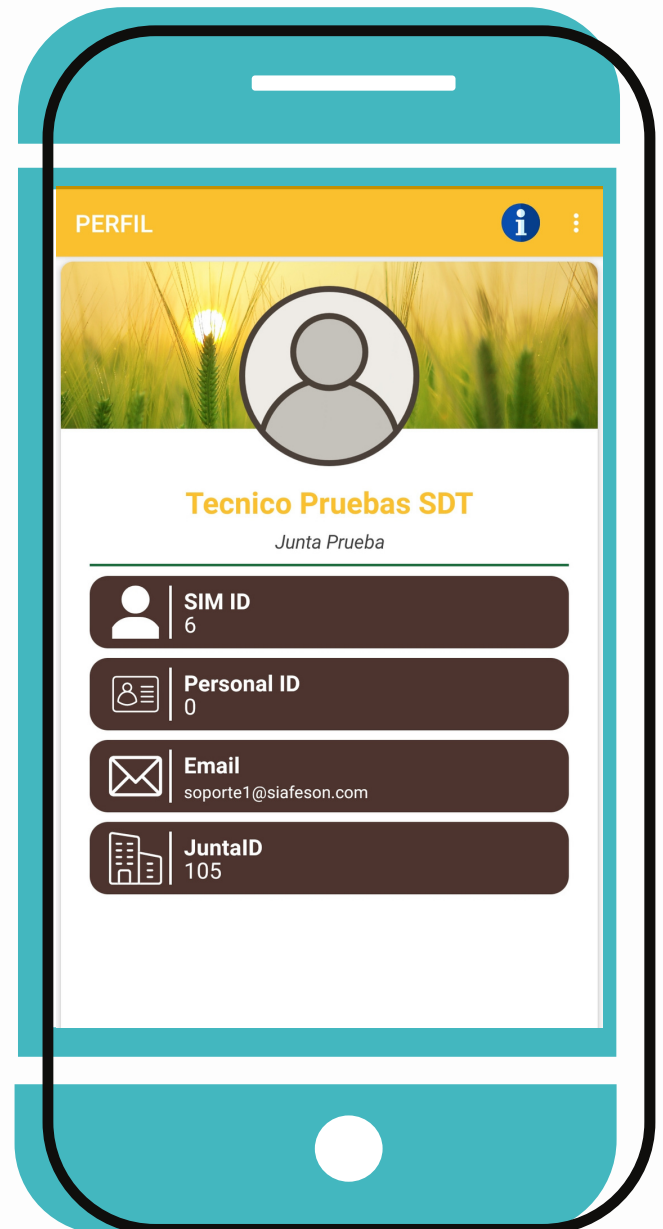 PERFIL
Tecnico Pruebas SDT
Junta Prueba
SIM ID
6
Personal ID
0
Email
soporte1@siafeson.com
JuntaID
105